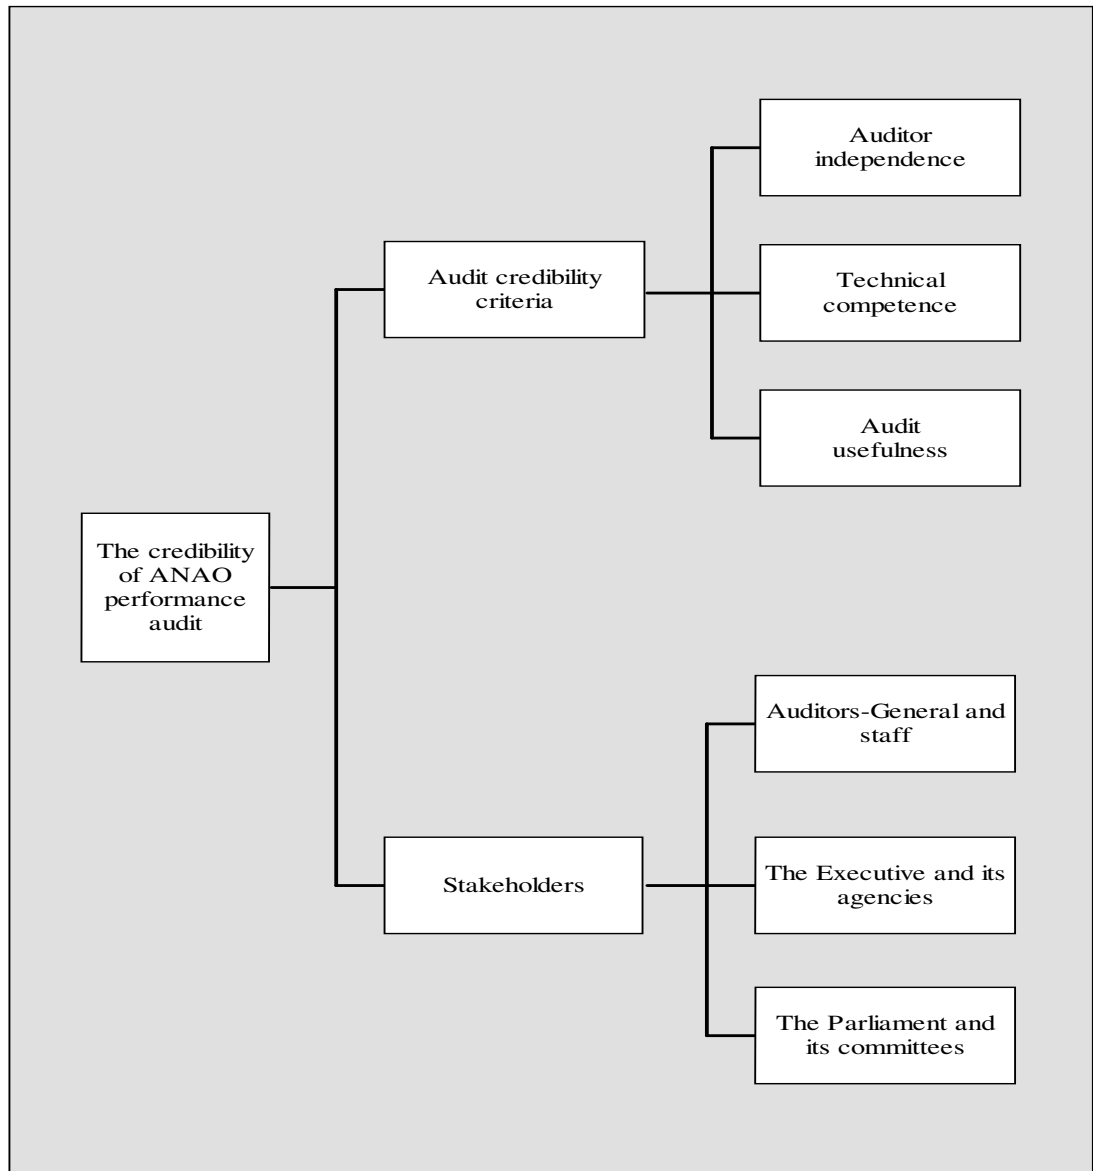 Auditor
independence
Audit credibility
criteria
Technical
competence
Audit
usefulness
The credibility
of ANAO
performance
audit
Auditors-General and
staff
Stakeholders
The Executive and its
agencies
The Parliament and
its committees